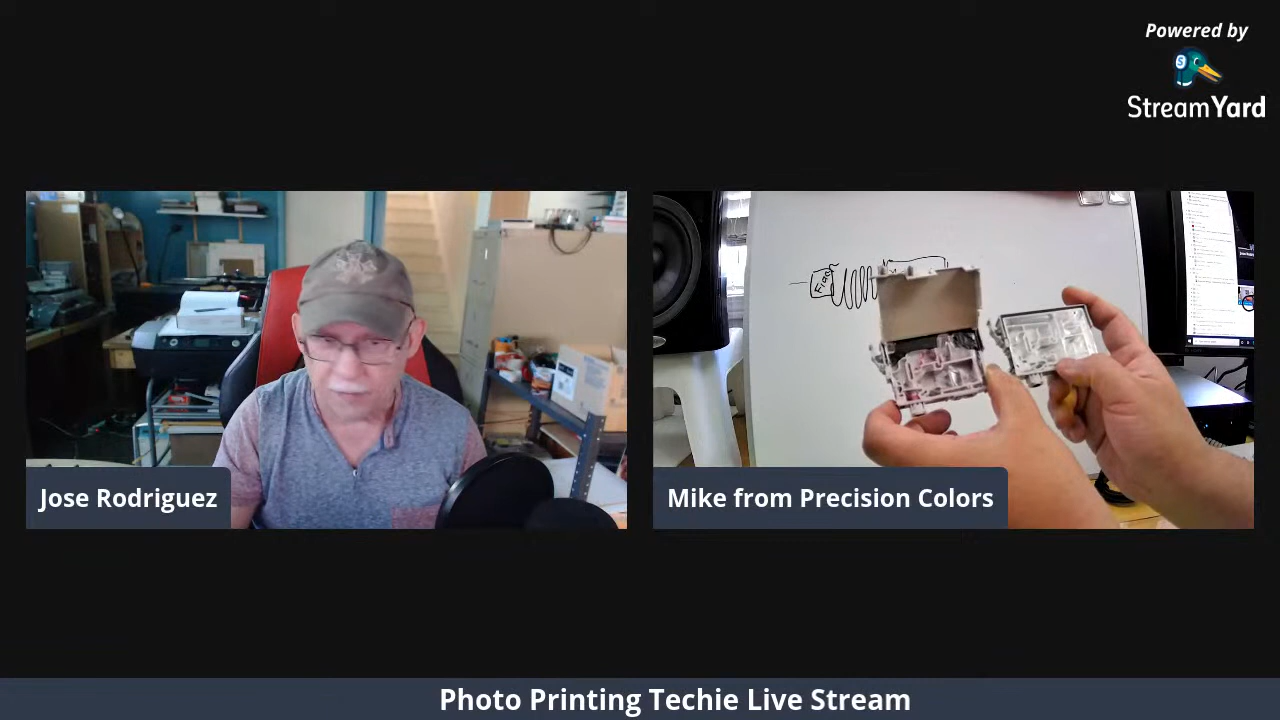 Powered by
StreamYard
Jose Rodriguez
Mike from Precision Colors
Photo Printing Techie Live Stream